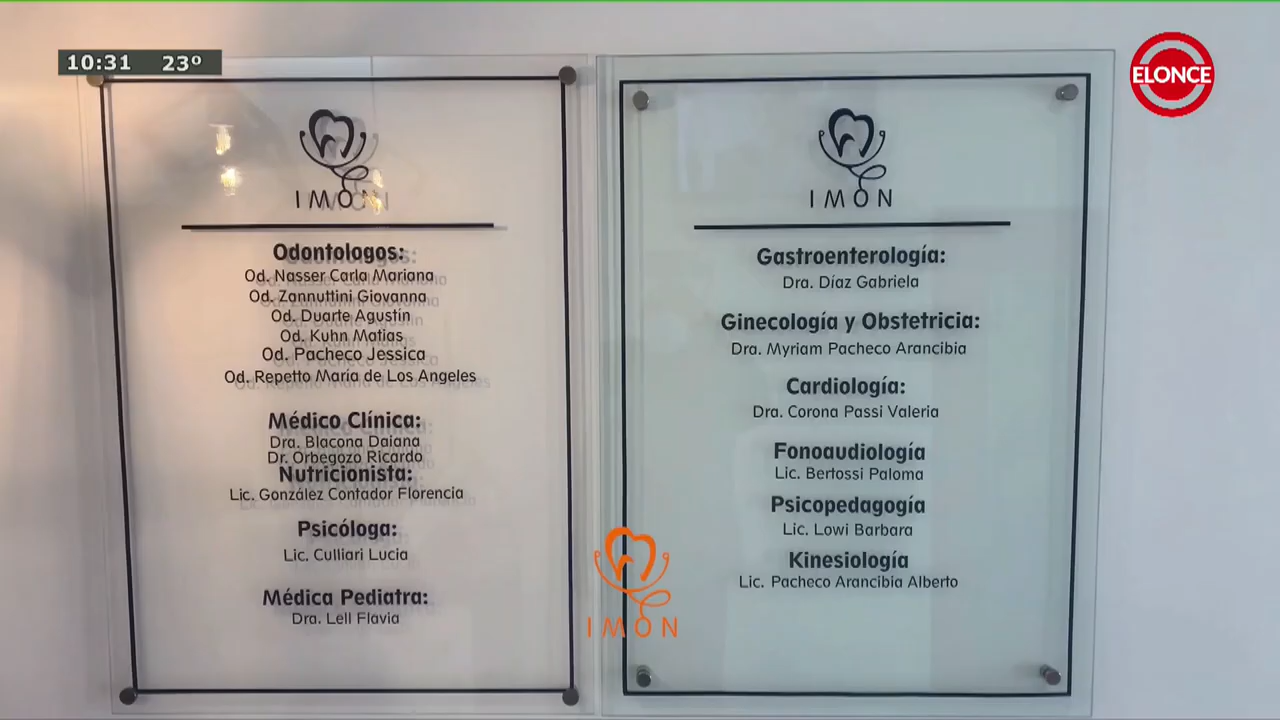 10:31 23º
ELONCE
IMON
Odontologos:
Od. Nasser Carla Mariana
Od. Zannuttini Giovanna
Od. Duarte Agustín
Od. Kuhn Matias
Od. Pacheco Jessica
Od. Repetto María de Los Angeles
Médico Clínica:
Dra. Blacona Daiana
Dr. Orbegozo Ricardo
Nutricionista:
Lic. González Contador Florencia
Psicóloga:
Lic. Culliari Lucia
Médica Pediatra:
Dra. Lell Flavia
IMON
Gastroenterología:
Dra. Díaz Gabriela
Ginecología y Obstetricia:
Dra. Myriam Pacheco Arancibia
Cardiología:
Dra. Corona Passi Valeria
Fonoaudiología
Lic. Bertossi Paloma
Psicopedagogía
Lic. Lowi Barbara
Kinesiología
Lic. Pacheco Arancibia Alberto
IMON